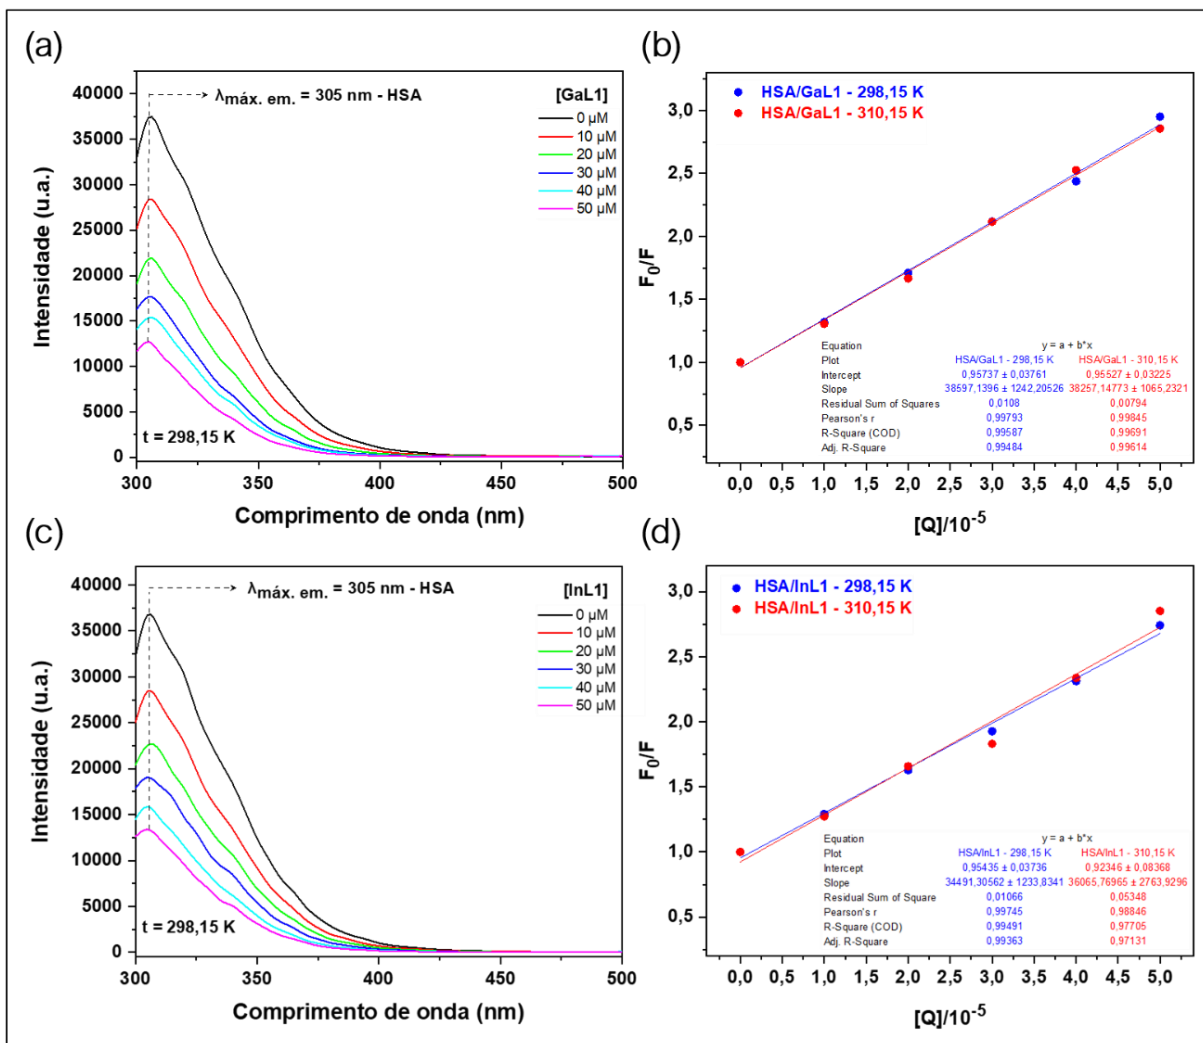 (a)
λmáx. em. = 305 nm - HSA
[GaL1]
0 µM
10 µM
20 µM
30 µM
40 µM
50 µM
40000
35000
30000
25000
20000
15000
10000
5000
0
Intensidade (u.a.)
t = 298,15 K
300
350
400
450
500
Comprimento de onda (nm)
(b)
HSA/GaL1 - 298,15 K
HSA/GaL1 - 310,15 K
3,0
2,5
2,0
1,5
1,0
0,5
F0/F
Equation y = a + b*x
Plot HSA/GaL1 - 298,15 K HSA/GaL1 - 310,15 K
Intercept 0,95737 ± 0,03761 0,95527 ± 0,03225
Slope 38597,1396 ± 1242,20526 38257,14773 ± 1065,2321
Residual Sum of Squares 0,0108 0,00794
Pearson's r 0,99793 0,99845
R-Square (COD) 0,99587 0,99691
Adj. R-Square 0,99484 0,99614
0,0 0,5 1,0 1,5 2,0 2,5 3,0 3,5 4,0 4,5 5,0
[Q]/10-5
(c)
λmáx. em. = 305 nm - HSA
[InL1]
0 µM
10 µM
20 µM
30 µM
40 µM
50 µM
40000
35000
30000
25000
20000
15000
10000
5000
0
Intensidade (u.a.)
t = 298,15 K
300
350
400
450
500
Comprimento de onda (nm)
(d)
HSA/InL1 - 298,15 K
HSA/InL1 - 310,15 K
3,0
2,5
2,0
1,5
1,0
0,5
F0/F
Equation y = a + b*x
Plot HSA/InL1 - 298,15 K HSA/InL1 - 310,15 K
Intercept 0,95435 ± 0,03736 0,92346 ± 0,08368
Slope 34491,30562 ± 1233,8341 36065,76965 ± 2763,9296
Residual Sum of Square 0,01066 0,05348
Pearson's r 0,99745 0,98846
R-Square (COD) 0,99491 0,97705
Adj. R-Square 0,99363 0,97131
0,0 0,5 1,0 1,5 2,0 2,5 3,0 3,5 4,0 4,5 5,0
[Q]/10-5